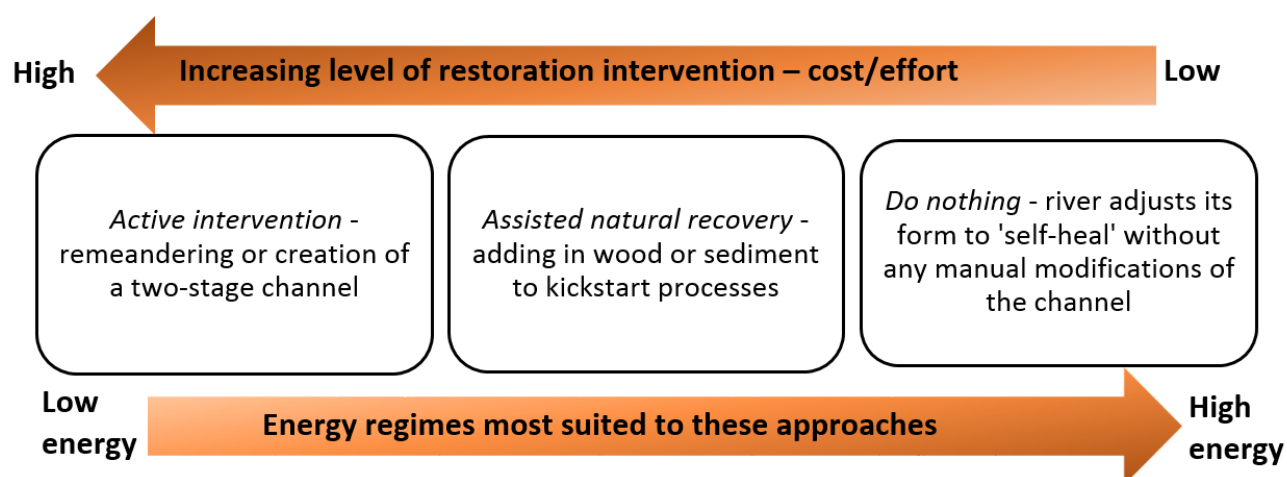 High
Increasing level of restoration intervention – cost/effort
Low
Active intervention -
remeandering or creation of
a two-stage channel
Assisted natural recovery -
adding in wood or sediment
to kickstart processes
Do nothing - river adjusts its
form to 'self-heal' without
any manual modifications of
the channel
Low
energy
Energy regimes most suited to these approaches
High
energy